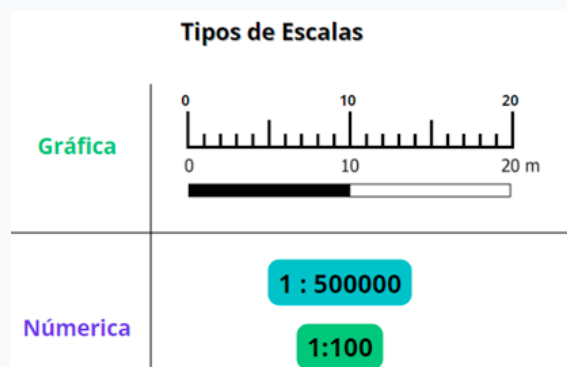 Tipos de Escalas
Gráfica
0 10 20
0 10 20 m
Númerica
1 : 500000
1:100